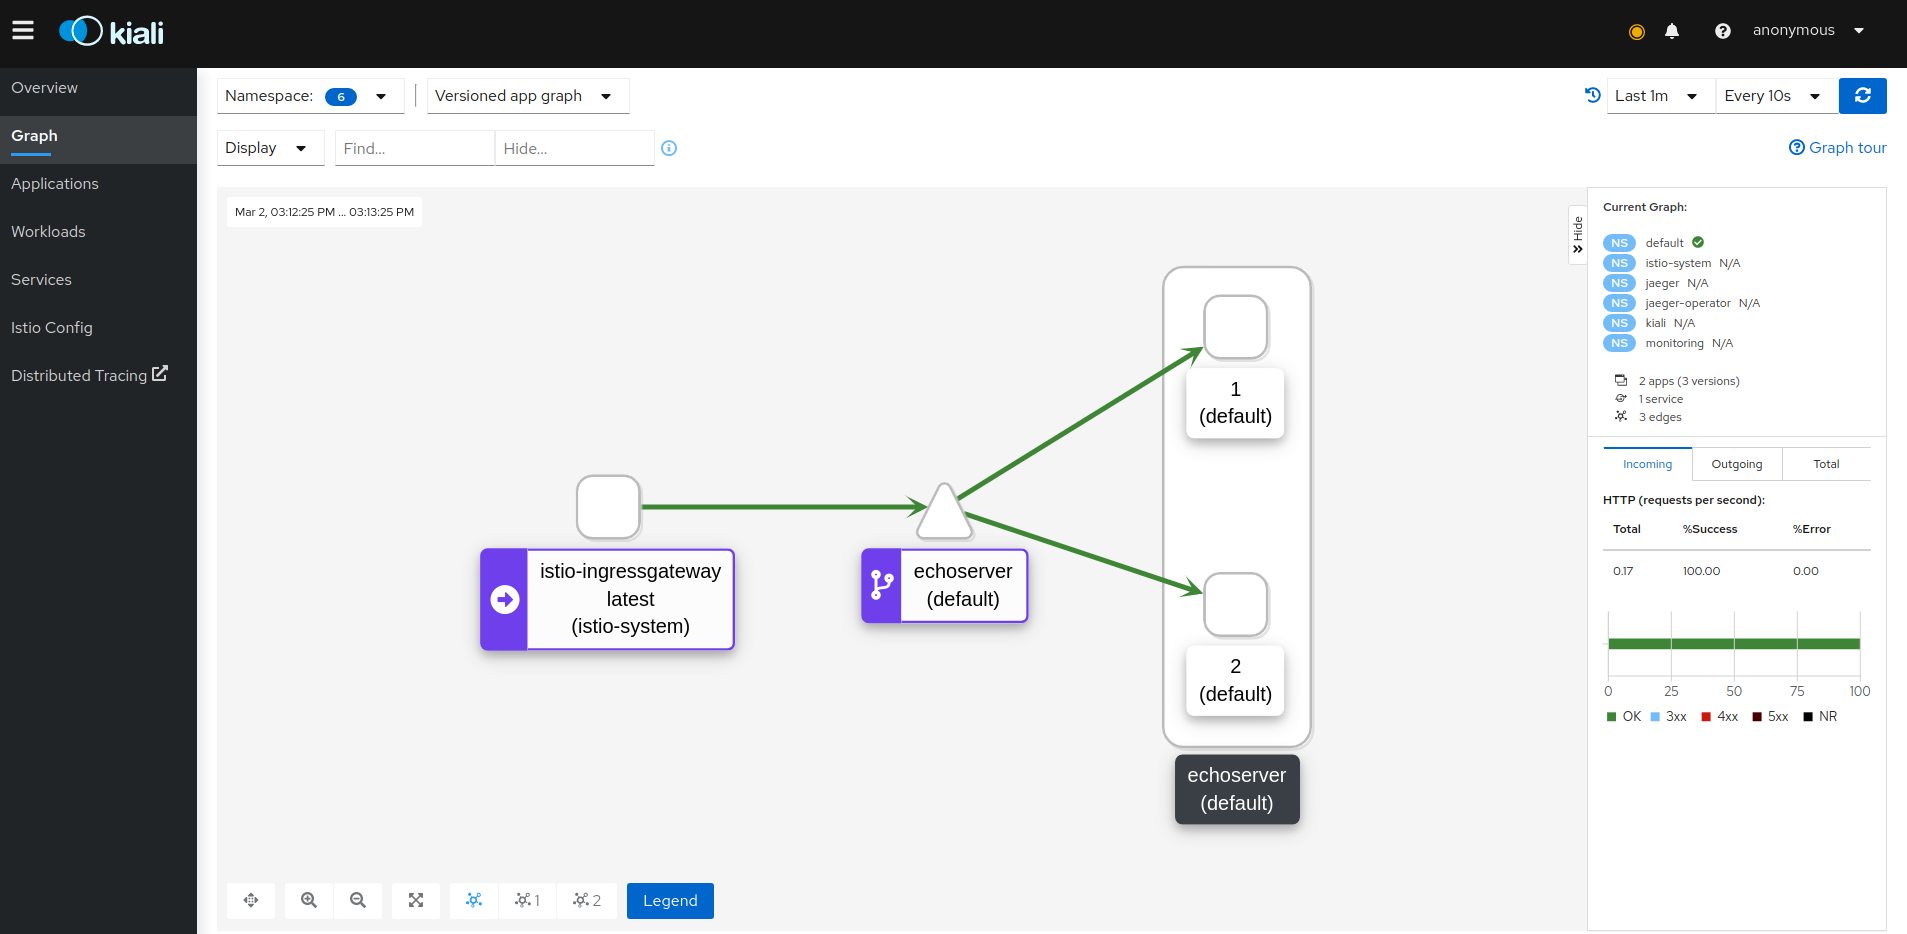 kiali
anonymous
Overview
Graph
Applications
Workloads
Services
Istio Config
Distributed Tracing
Namespace: 6
Versioned app graph
Last 1m
Every 10s
Display
Find...
Hide...
Graph tour
Mar 2, 03:12:25 PM ... 03:13:25 PM
Hide
1
(default)
istio-ingressgateway
latest
(istio-system)
echoserver
(default)
2
(default)
echoserver
(default)
1
2
Legend
Current Graph:
NS default
NS istio-system N/A
NS jaeger N/A
NS jaeger-operator N/A
NS kiali N/A
NS monitoring N/A
2 apps (3 versions)
1 service
3 edges
Incoming
Outgoing
Total
HTTP (requests per second):
Total %Success %Error
0.17 100.00 0.00
0 25 50 75 100
OK 3xx 4xx 5xx NR